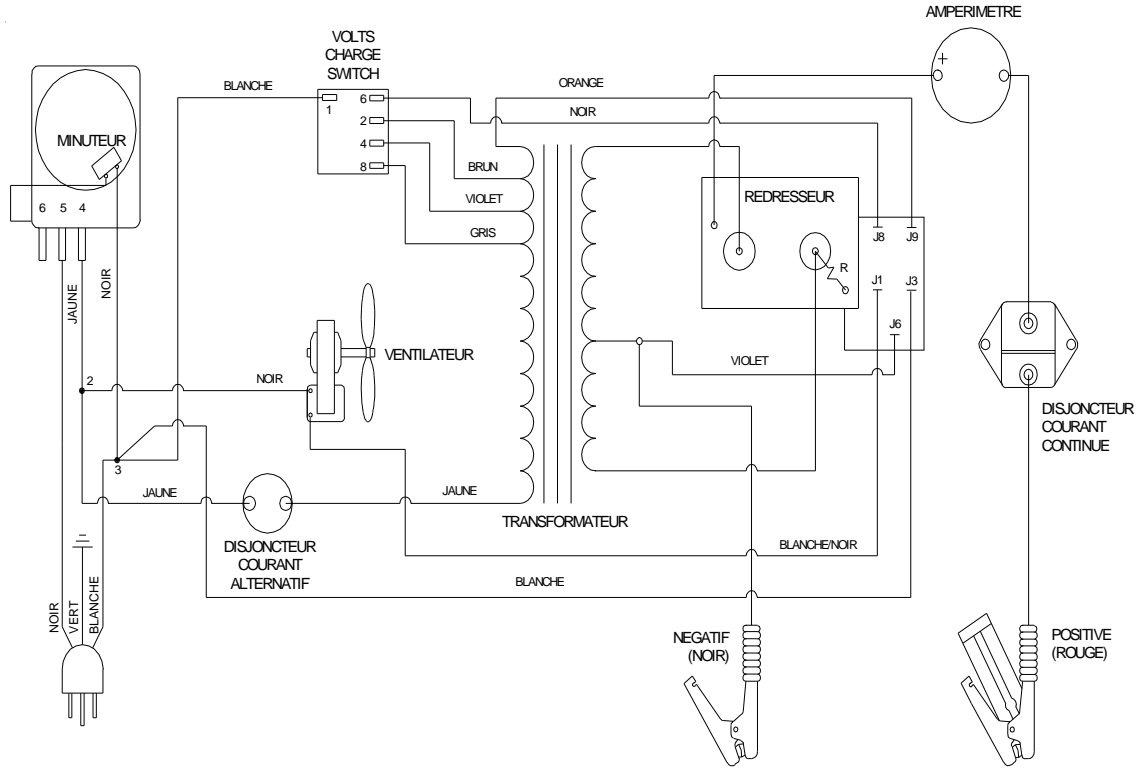 AMPERIMETRE
VOLTS
CHARGE
SWITCH
ORANGE
BLANCHE
6
1
NOIR
2
+
MINUTEUR
4
8
BRUN
VIOLET
GRIS
REDRESSEUR
6 5 4
J8 J9
R
J1 J3
J6
NOIR
JAUNE
VENTILATEUR
VIOLET
NOIR
2
DISJONCTEUR
COURANT
CONTINUE
3
JAUNE
JAUNE
TRANSFORMATEUR
DISJONCTEUR
COURANT
ALTERNATIF
BLANCHE/NOIR
BLANCHE
NOIR
VERT
BLANCHE
NEGATIF
(NOIR)
POSITIVE
(ROUGE)